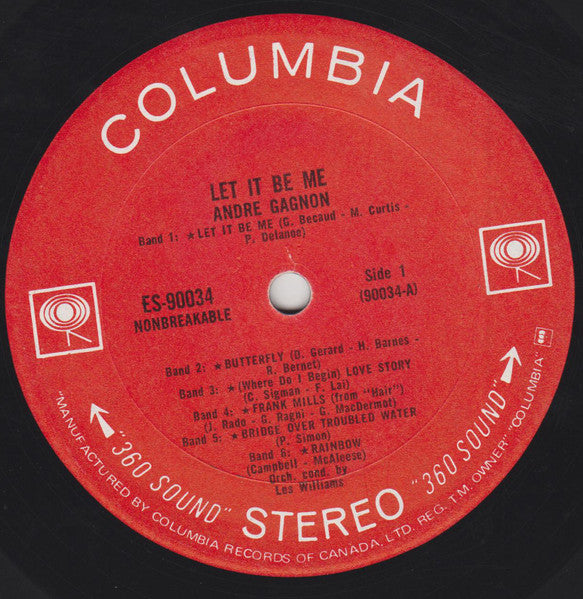 COLUMBIA
LET IT BE ME
ANDRE GAGNON
Band 1: ★LET IT BE ME (G. Becaud - M. Curtis -
P. Delanoe)
ES-90034
NONBREAKABLE
Side 1
(90034-A)
Band 2: ★BUTTERFLY (D. Gerard - H. Barnes -
R. Bernet)
Band 3: ★(Where Do I Begin) LOVE STORY
(C. Sigman - F. Lai)
Band 4: ★FRANK MILLS (from "Hair")
(J. Rado - G. Ragni - G. MacDermot)
Band 5: ★BRIDGE OVER TROUBLED WATER
(P. Simon)
Band 6: ★RAINBOW
(Campbell - McAleese)
Orch. cond. by
Les Williams
"360 SOUND" STEREO "360 SOUND"
"MANUFACTURED BY COLUMBIA RECORDS OF CANADA, LTD. REG. T.M. OWNER" "COLUMBIA,"